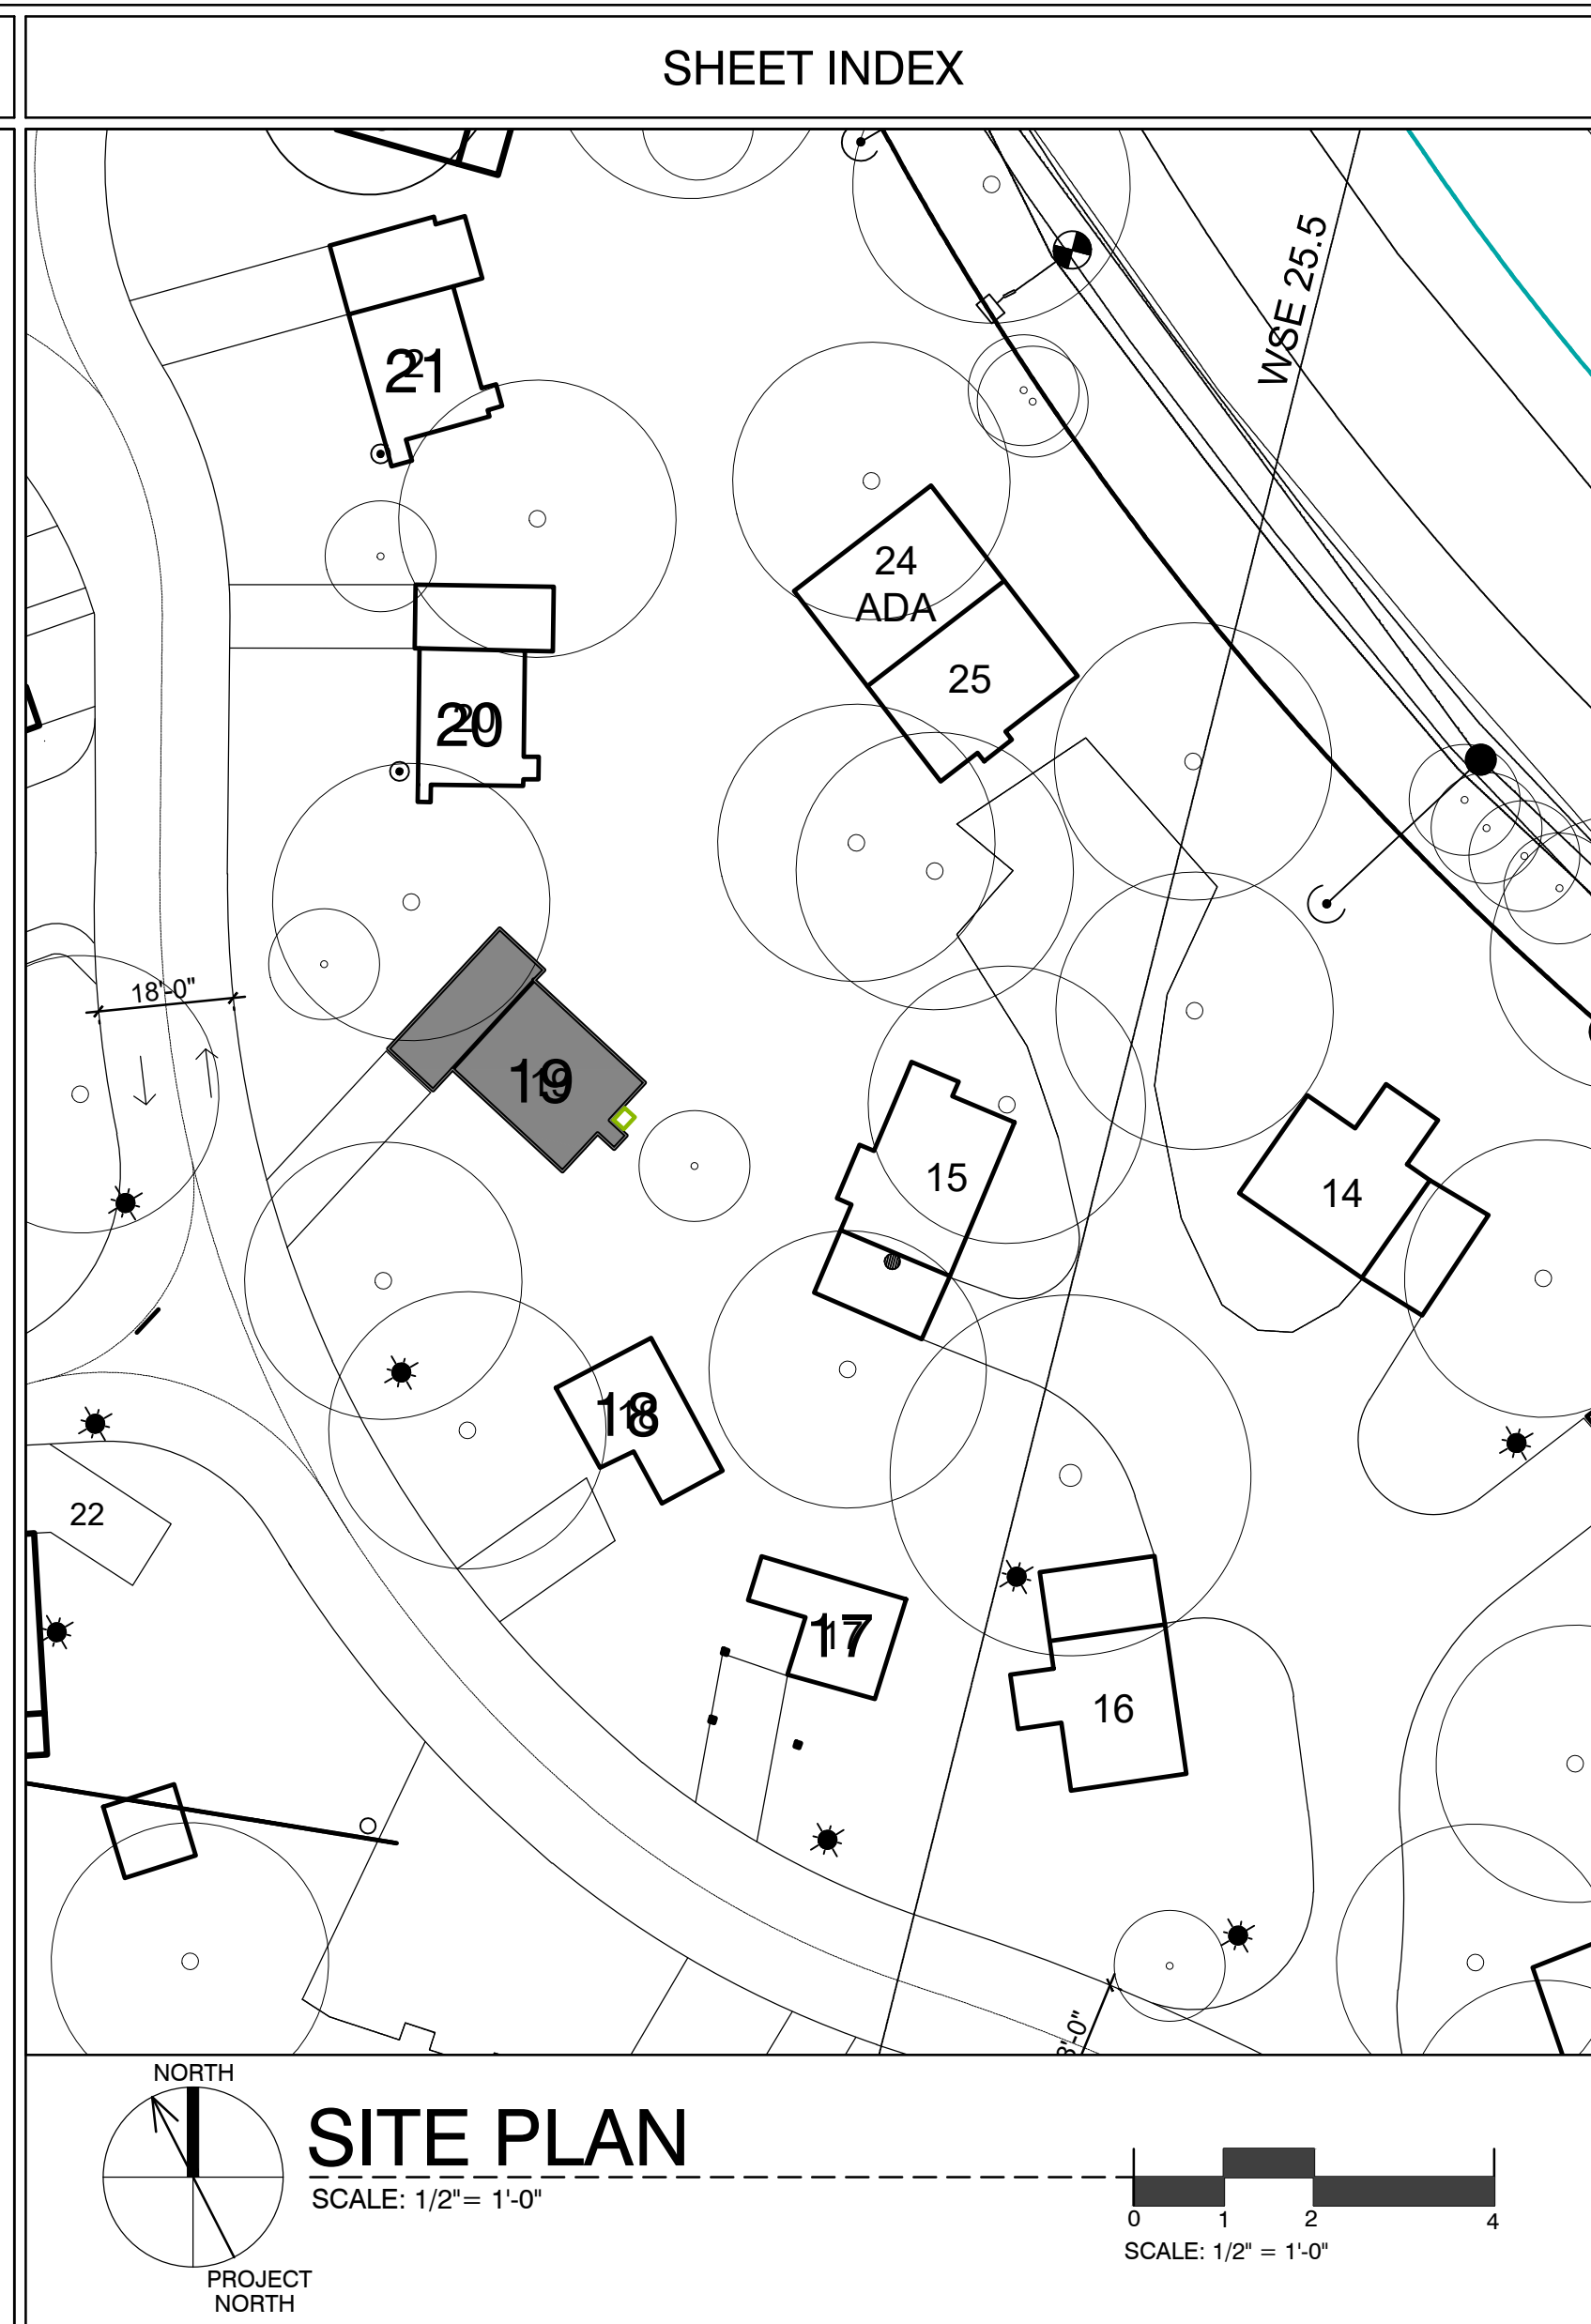 SHEET INDEX
WSE 25.5
21
24
ADA
25
20
18'-0"
19
15
14
18
22
17
16
8'-0"
NORTH
SITE PLAN
SCALE: 1/2"= 1'-0"
0 1 2 4
SCALE: 1/2" = 1'-0"
PROJECT
NORTH